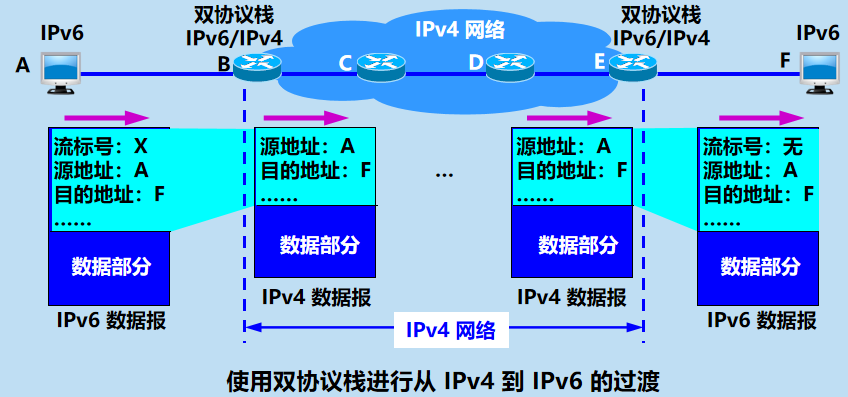 双协议栈
双协议栈
IPv6
IPv6/IPv4
IPv4 网络
IPv6/IPv4
IPv6
A
B
C
D
E
F
流标号：X
源地址：A
目的地址：F
……
数据部分
IPv6 数据报
源地址：A
目的地址：F
……
数据部分
IPv4 数据报
…
源地址：A
目的地址：F
……
数据部分
IPv4 数据报
流标号：无
源地址：A
目的地址：F
……
数据部分
IPv6 数据报
IPv4 网络
使用双协议栈进行从 IPv4 到 IPv6 的过渡